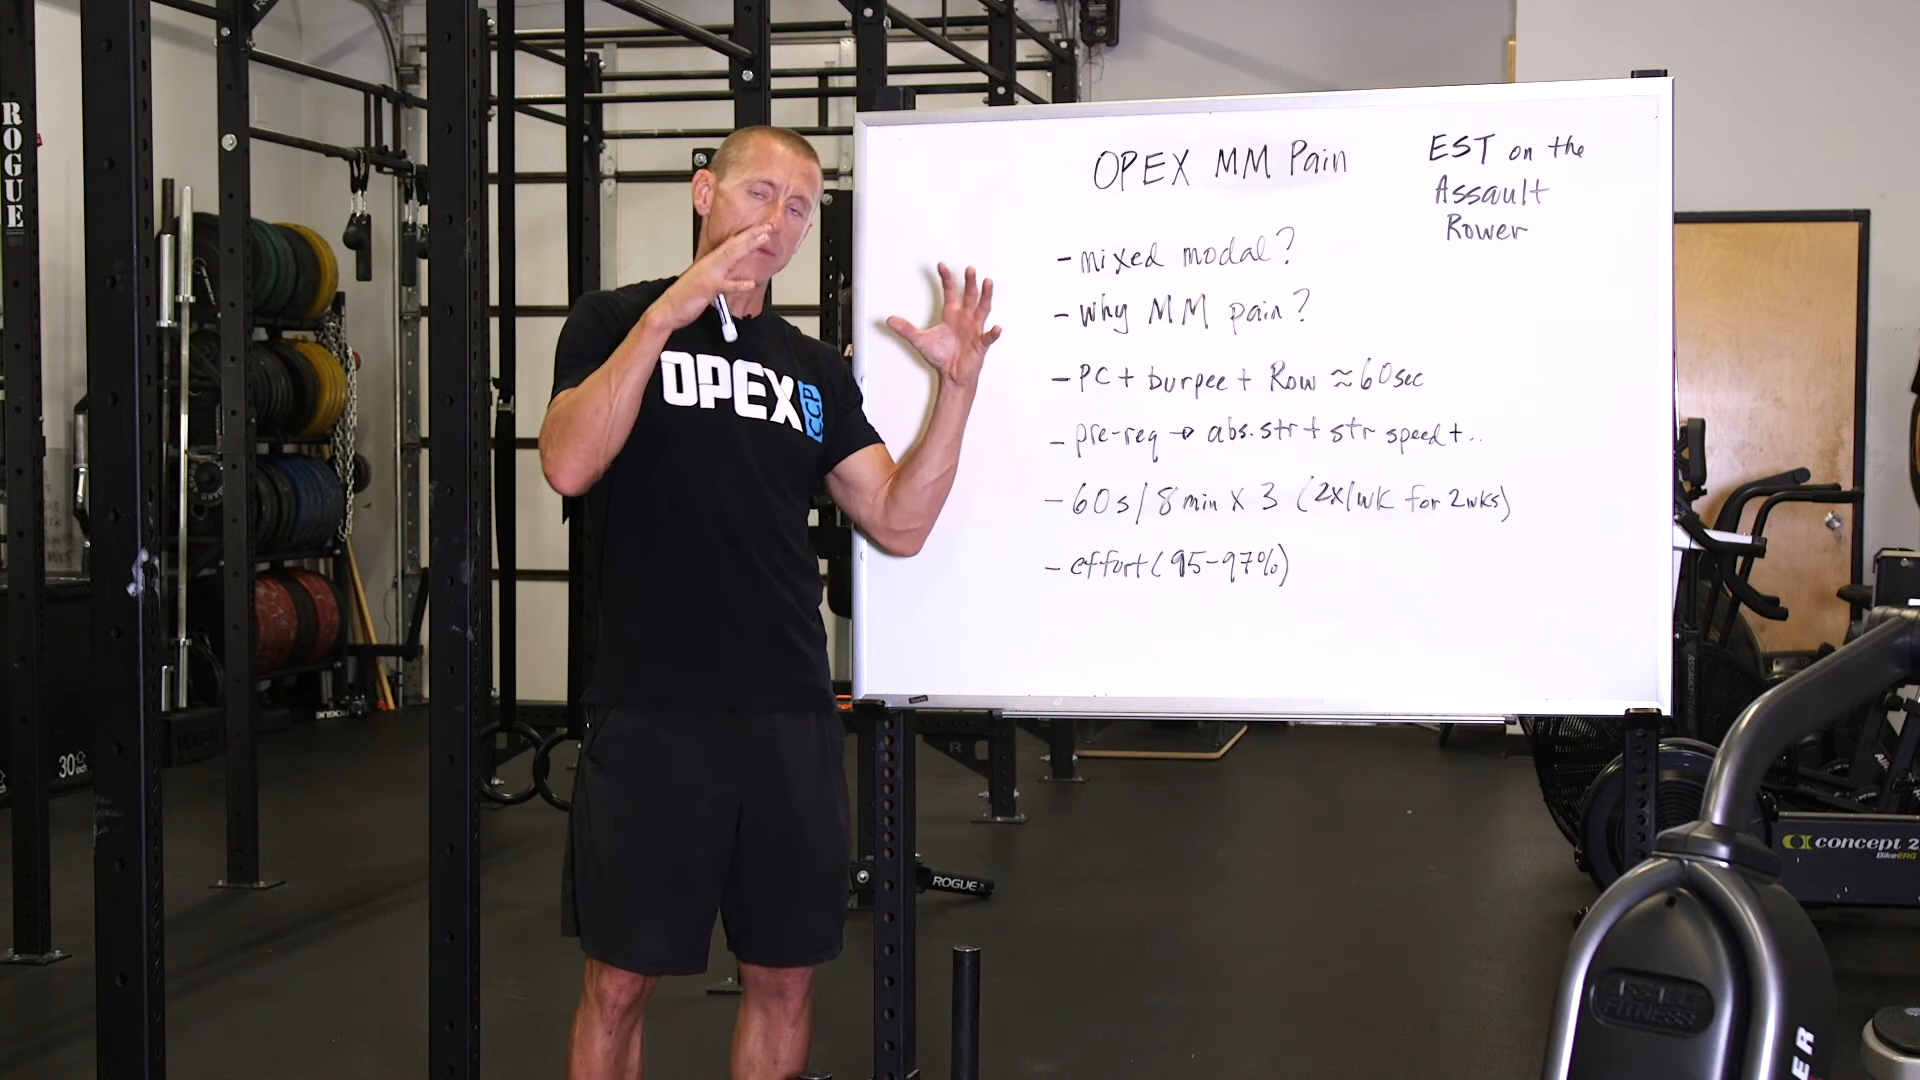 OPEX MM Pain
EST on the
Assault
Rower
- mixed modal?
- why MM pain?
- PC + burpee + Row ≈ 60sec
- pre-req → abs. str + str speed + ..
- 60s / 8 min x 3 (2x/wk for 2wks)
- effort (95-97%)
OPEX
CCP
ROGUE
30
ROGUE
concept 2
BikeERG
ASSAULT
FITNESS
ER